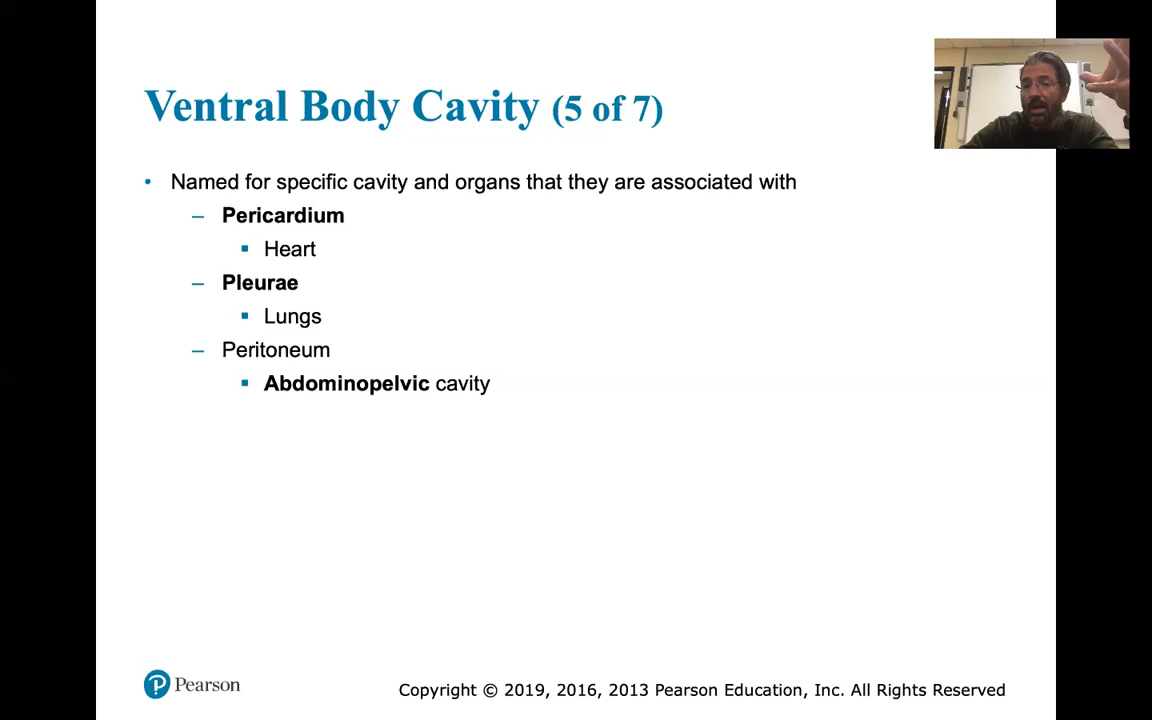 Ventral Body Cavity (5 of 7)
• Named for specific cavity and organs that they are associated with
– Pericardium
▪ Heart
– Pleurae
▪ Lungs
– Peritoneum
▪ Abdominopelvic cavity
P Pearson
Copyright © 2019, 2016, 2013 Pearson Education, Inc. All Rights Reserved